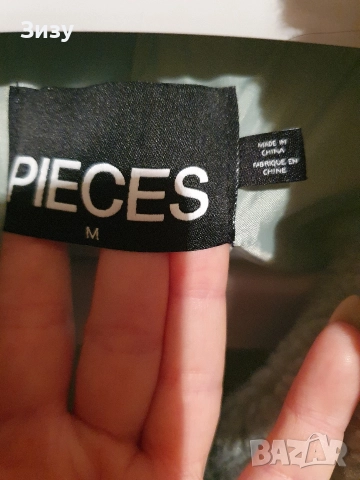 Зизу
PIECES
M
MADE IN
CHINA
FABRIQUE EN
CHINE
BAZAR